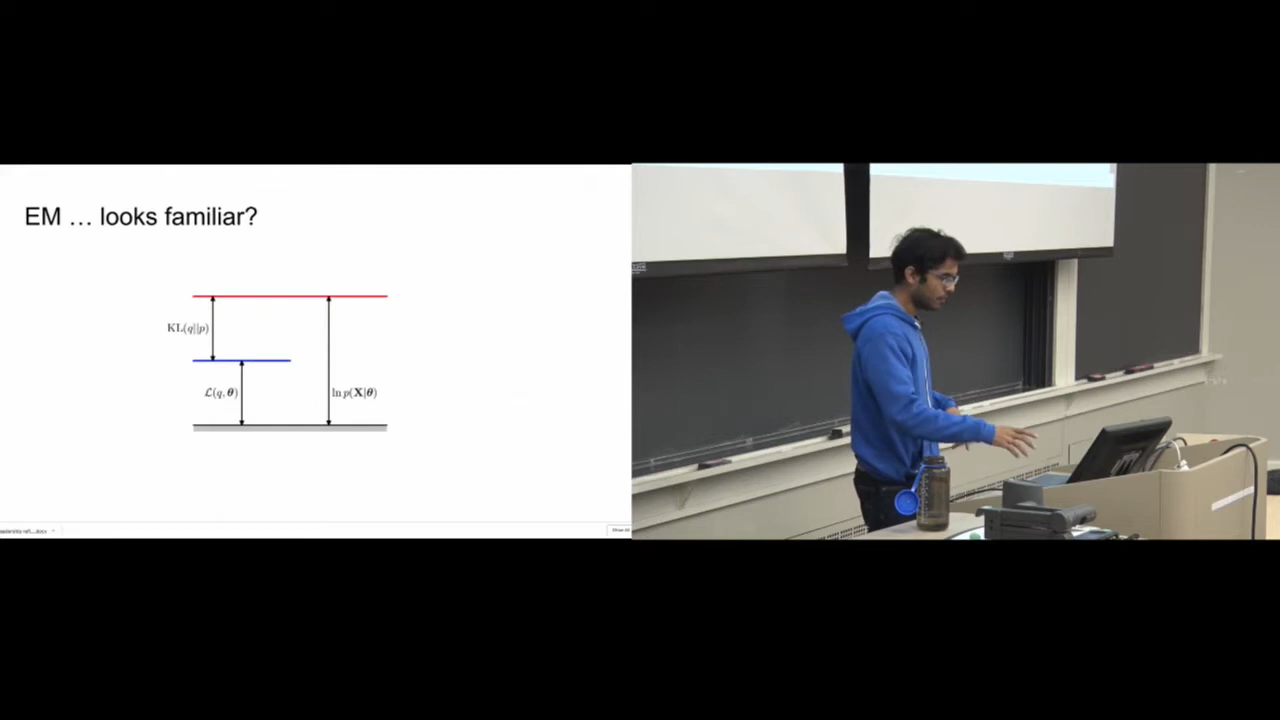 EM … looks familiar?
KL(q||p)
ℒ(q, θ)
ln p(X|θ)